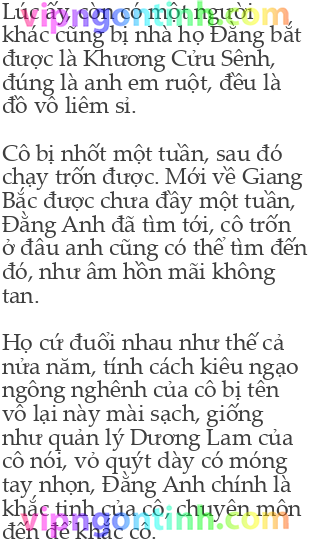 Lúc ấy, còn có một người
khác cũng bị nhà họ Đằng bắt
được là Khương Cửu Sênh,
đúng là anh em ruột, đều là
đồ vô liêm sỉ.

Cô bị nhốt một tuần, sau đó
chạy trốn được. Mới về Giang
Bắc được chưa đầy một tuần,
Đằng Anh đã tìm tới, cô trốn
ở đâu anh cũng có thể tìm đến
đó, như âm hồn mãi không
tan.

Họ cứ đuổi nhau như thế cả
nửa năm, tính cách kiêu ngạo
ngông nghênh của cô bị tên
vô lại này mài sạch, giống
như quản lý Dương Lam của
cô nói, vỏ quýt dày có móng
tay nhọn, Đằng Anh chính là
khắc tinh của cô, chuyên môn
đến để khắc cô.
vipngontinh.com
vipngontinh.com